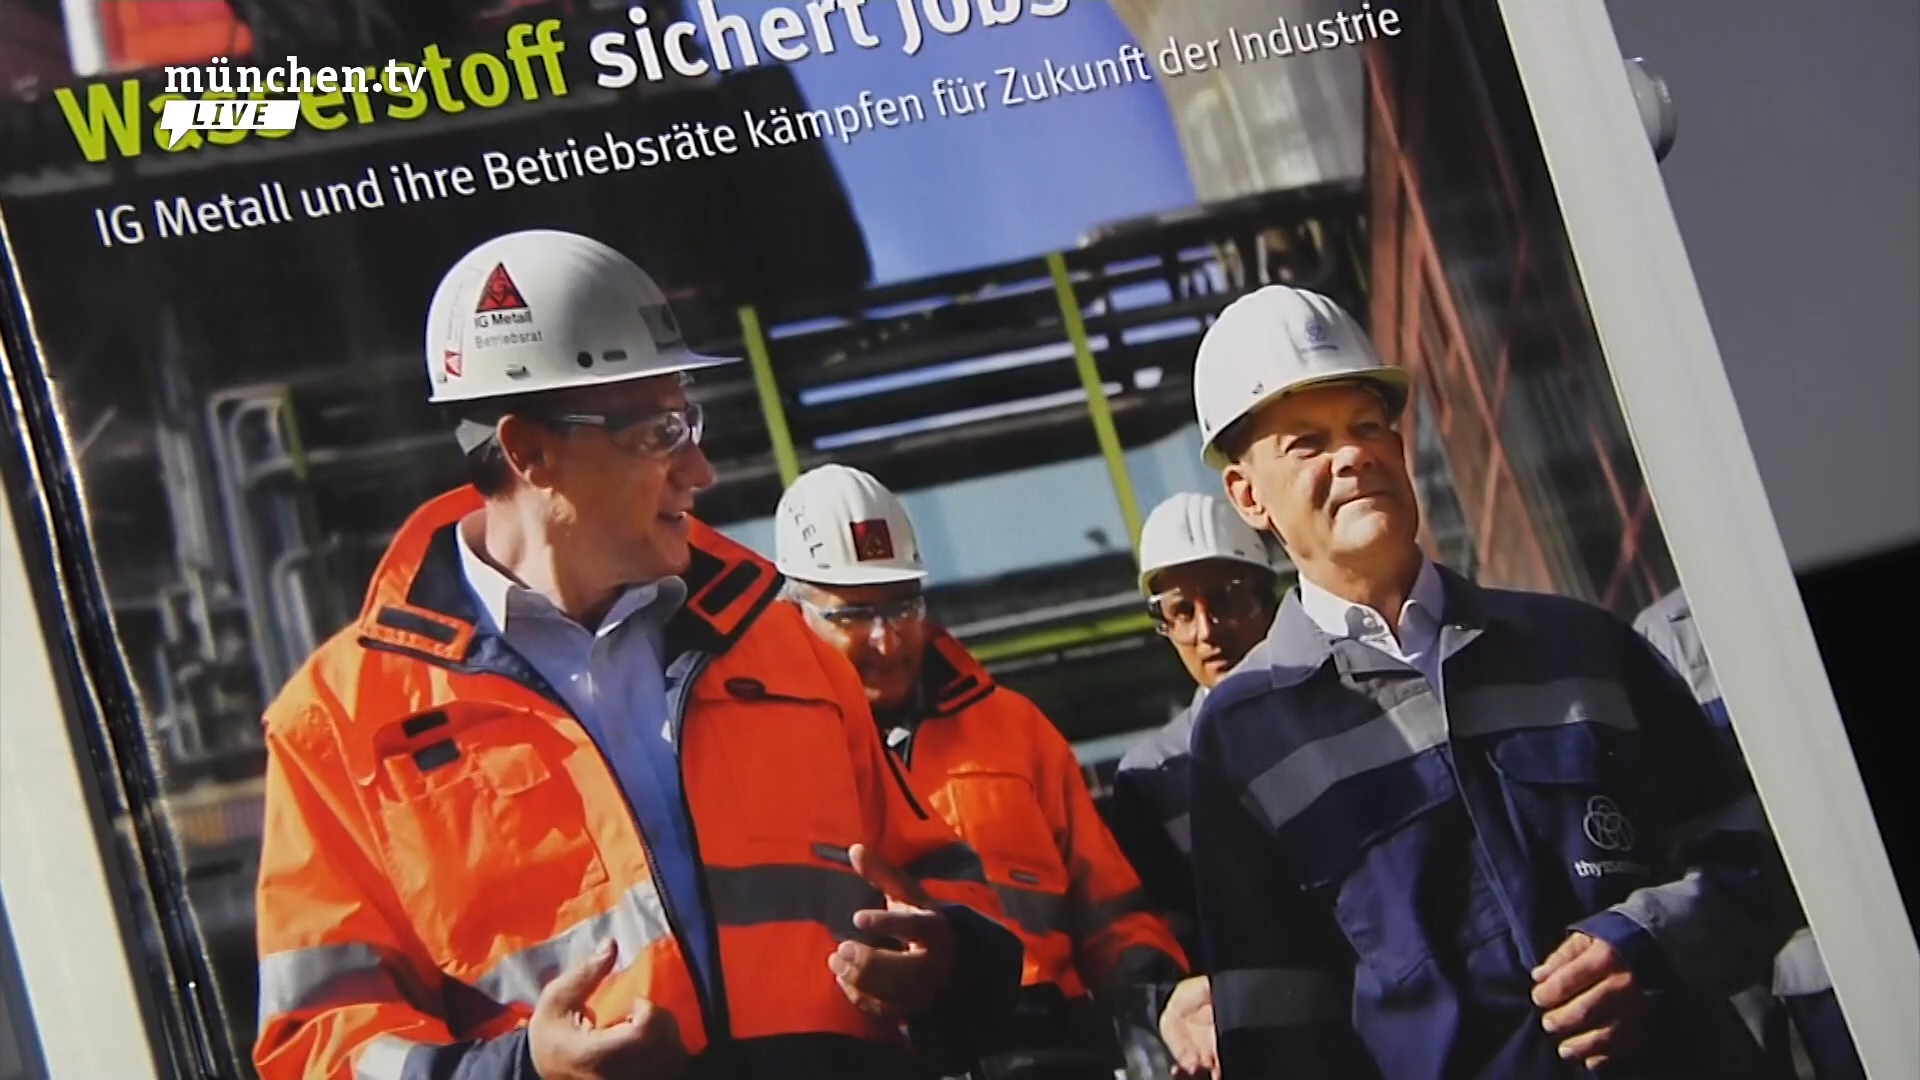 Wasserstoff sichert Jobs
IG Metall und ihre Betriebsräte kämpfen für Zukunft der Industrie
münchen.tv
LIVE
IG Metall
Betriebsrat